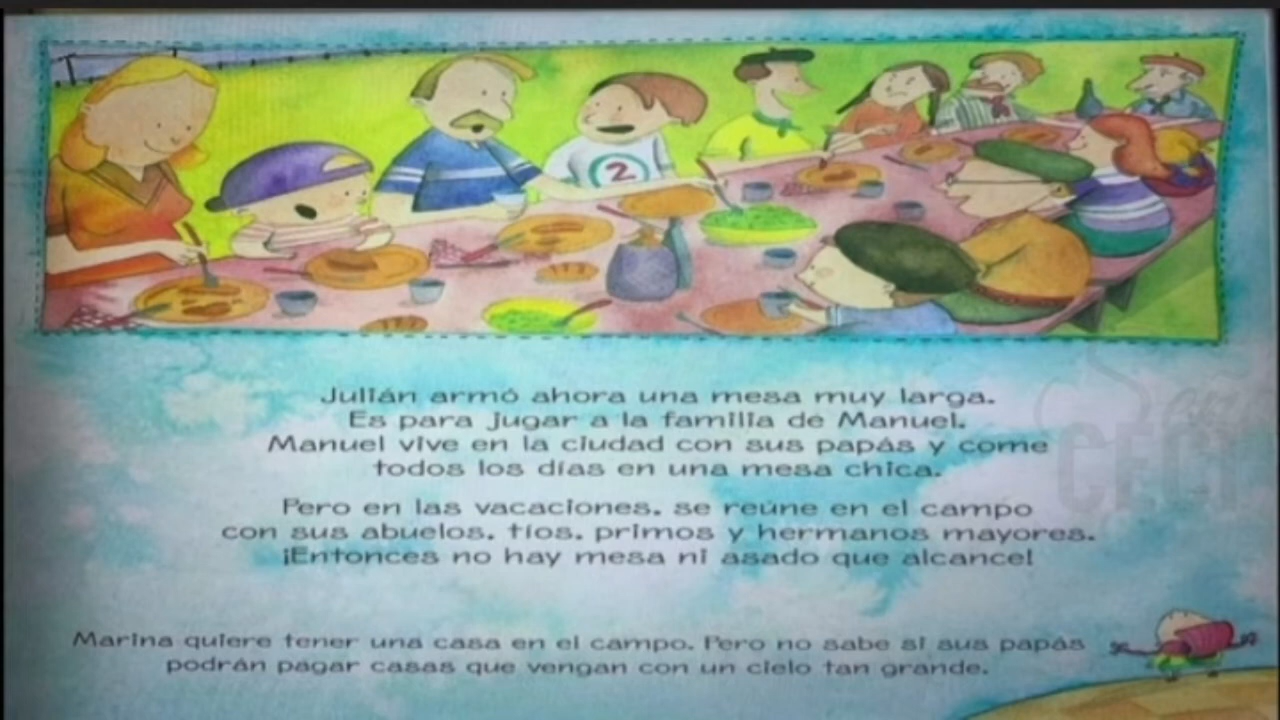 2
Julián armó ahora una mesa muy larga.
Es para jugar a la familia de Manuel.
Manuel vive en la ciudad con sus papás y come
todos los días en una mesa chica.
Pero en las vacaciones, se reúne en el campo
con sus abuelos, tíos, primos y hermanos mayores.
¡Entonces no hay mesa ni asado que alcance!
Marina quiere tener una casa en el campo. Pero no sabe si sus papás
podrán pagar casas que vengan con un cielo tan grande.